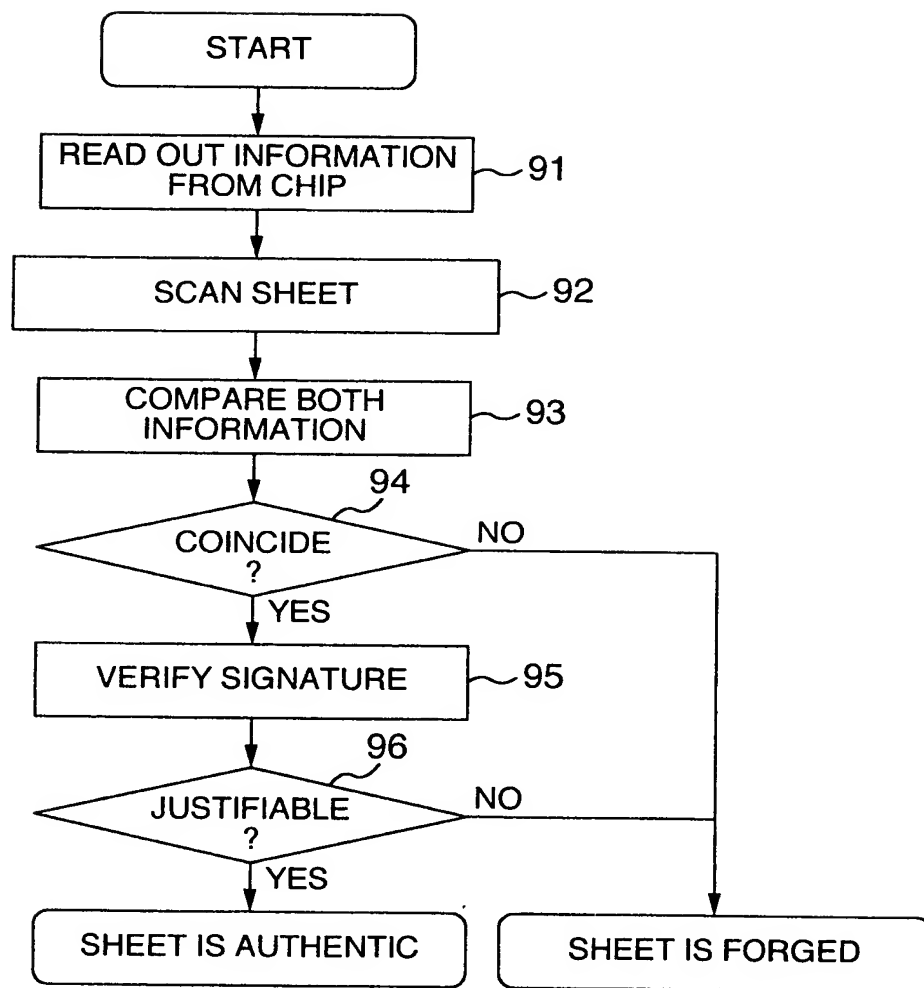 START
READ OUT INFORMATION
FROM CHIP
91
SCAN SHEET
92
COMPARE BOTH
INFORMATION
93
94
COINCIDE
?
NO
YES
VERIFY SIGNATURE
95
96
JUSTIFIABLE
?
NO
YES
SHEET IS AUTHENTIC
SHEET IS FORGED